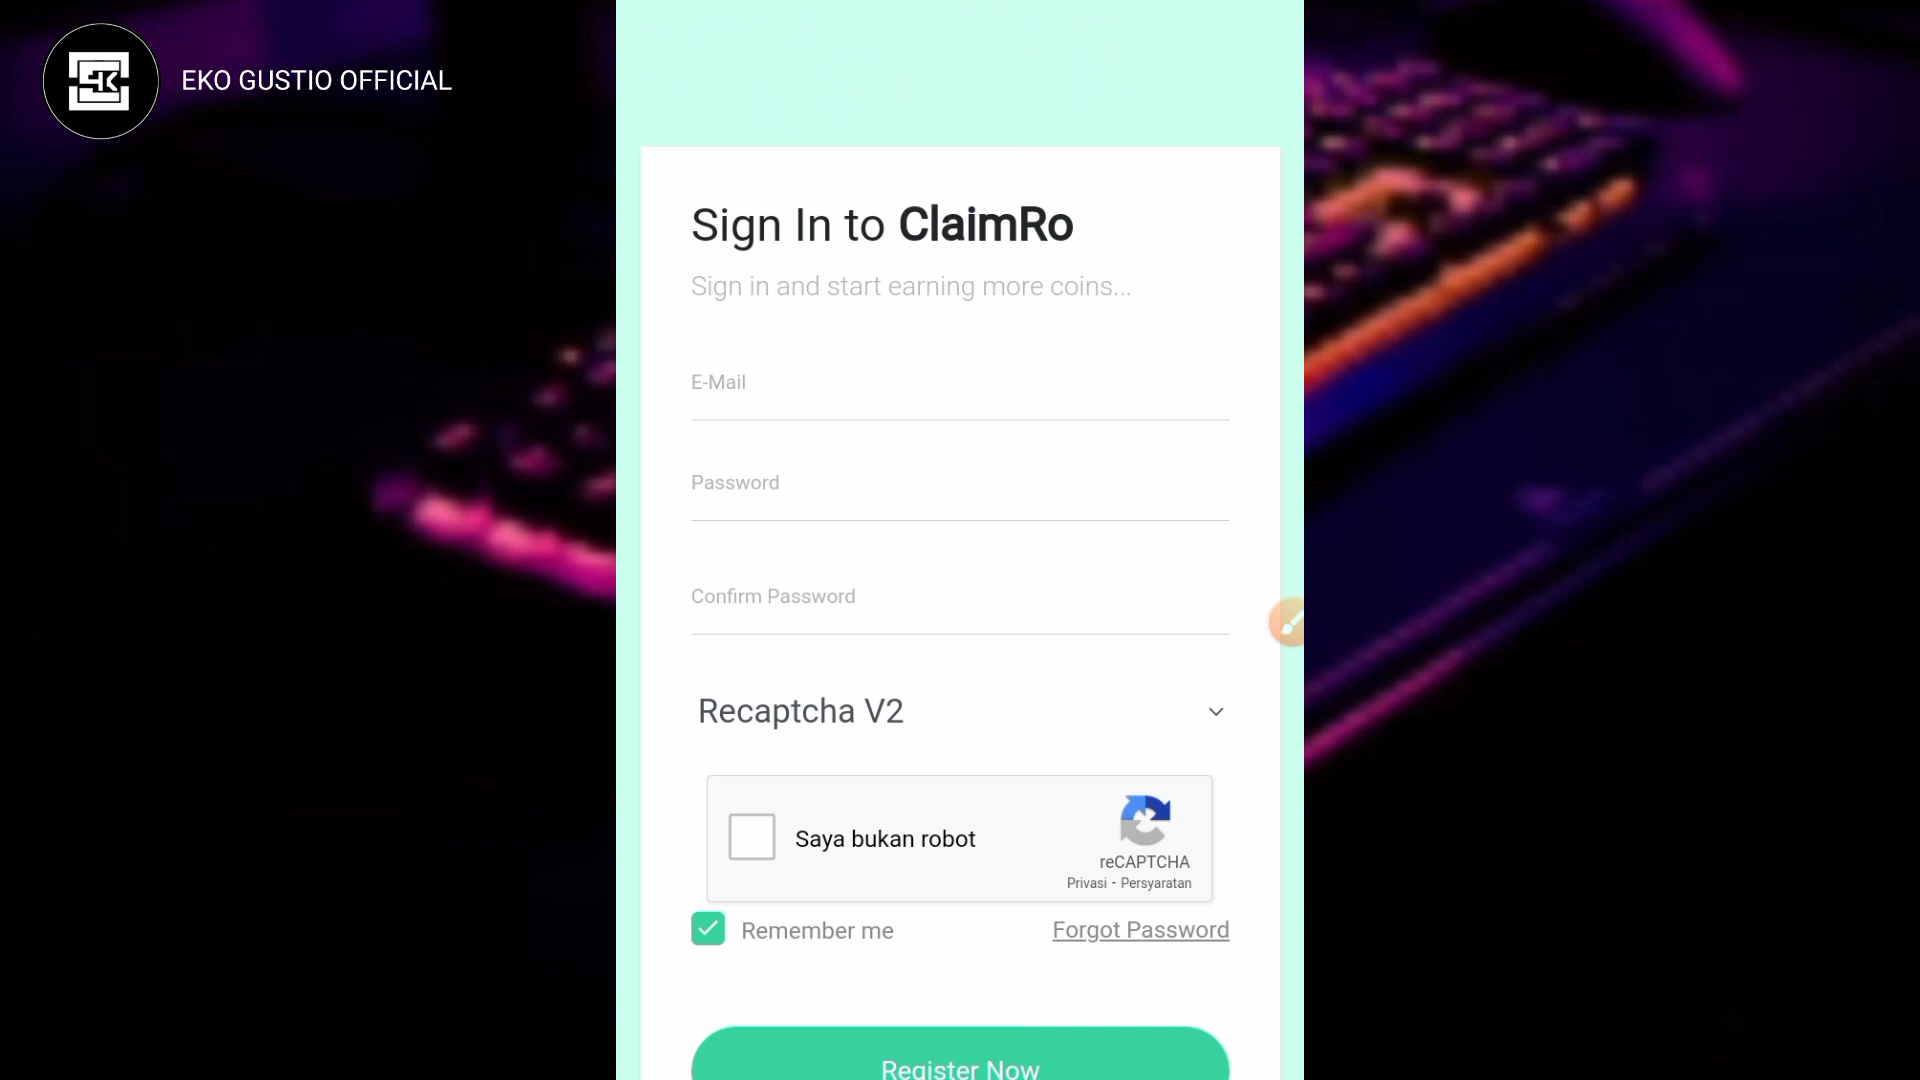 EKO GUSTIO OFFICIAL
Sign In to ClaimRo
Sign in and start earning more coins...
E-Mail
Password
Confirm Password
Recaptcha V2
Saya bukan robot
reCAPTCHA
Privasi - Persyaratan
Remember me
Forgot Password
Register Now